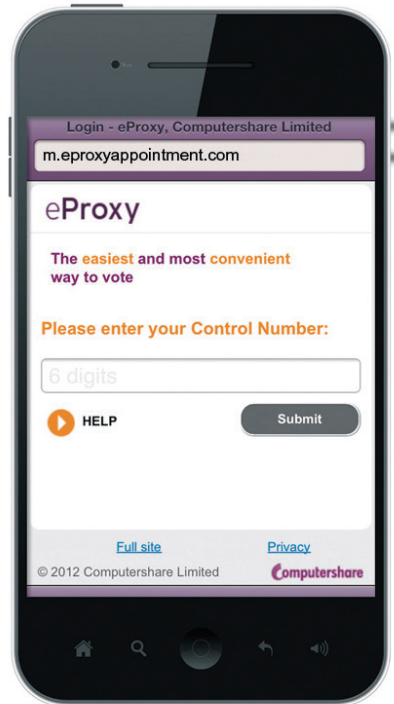 Login - eProxy, Computershare Limited
m.eproxyappointment.com
eProxy
The easiest and most convenient
way to vote
Please enter your Control Number:
6 digits
HELP
Submit
Full site
Privacy
© 2012 Computershare Limited
Computershare